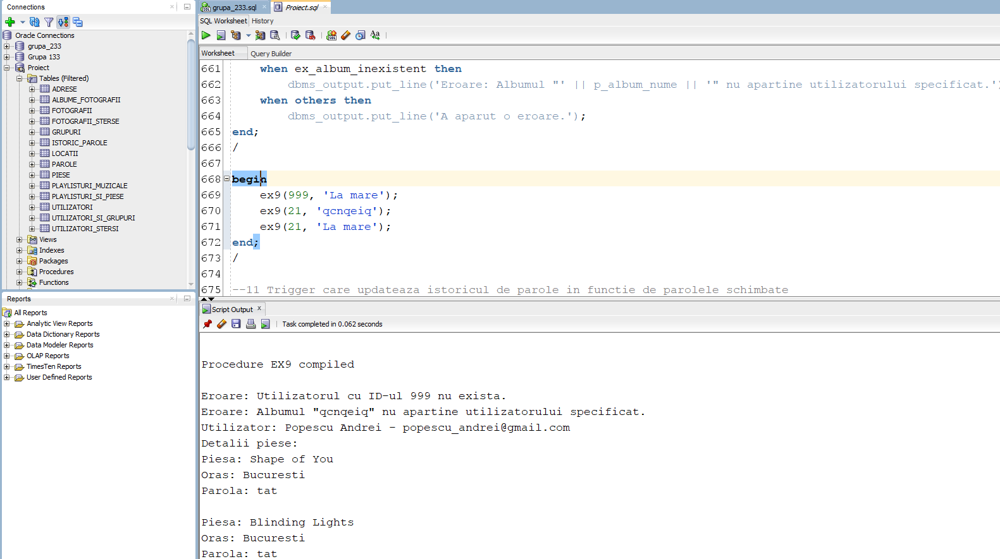 Connections
Oracle Connections
grupa_233
Grupa 133
Proiect
Tables (Filtered)
ADRESE
ALBUME_FOTOGRAFII
FOTOGRAFII
FOTOGRAFII_STERSE
GRUPURI
ISTORIC_PAROLE
LOCATII
PAROLE
PIESE
PLAYLISTURI_MUZICALE
PLAYLISTURI_SI_PIESE
UTILIZATORI
UTILIZATORI_SI_GRUPURI
UTILIZATORI_STERSI
Views
Indexes
Packages
Procedures
Functions
Reports
All Reports
Analytic View Reports
Data Dictionary Reports
Data Modeler Reports
OLAP Reports
TimesTen Reports
User Defined Reports
grupa_233.sql
Proiect.sql
SQL Worksheet History
Worksheet Query Builder
661 when ex_album_inexistent then
662 dbms_output.put_line('Eroare: Albumul "' || p_album_nume || '" nu apartine utilizatorului specificat.')
663 when others then
664 dbms_output.put_line('A aparut o eroare.');
665 end;
666 /
667
668 begin
669 ex9(999, 'La mare');
670 ex9(21, 'qcnqeiq');
671 ex9(21, 'La mare');
672 end;
673 /
674
675 --11 Trigger care updateaza istoricul de parole in functie de parolele schimbate
Script Output
Task completed in 0.062 seconds
Procedure EX9 compiled
Eroare: Utilizatorul cu ID-ul 999 nu exista.
Eroare: Albumul "qcnqeiq" nu apartine utilizatorului specificat.
Utilizator: Popescu Andrei - popescu_andrei@gmail.com
Detalii piese:
Piesa: Shape of You
Oras: Bucuresti
Parola: tat
Piesa: Blinding Lights
Oras: Bucuresti
Parola: tat